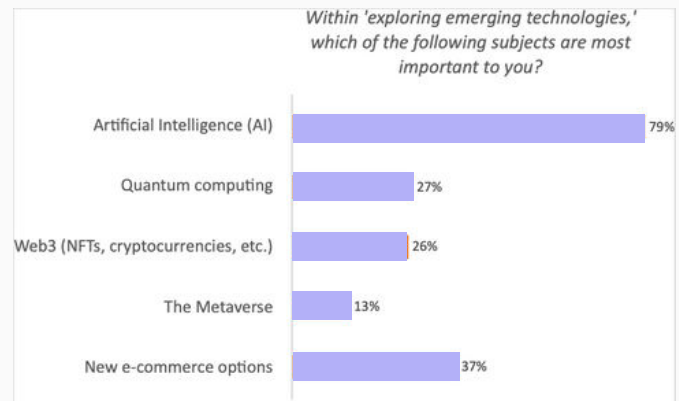 Within 'exploring emerging technologies,'
which of the following subjects are most
important to you?
Artificial Intelligence (AI)
79%
Quantum computing
27%
Web3 (NFTs, cryptocurrencies, etc.)
26%
The Metaverse
13%
New e-commerce options
37%